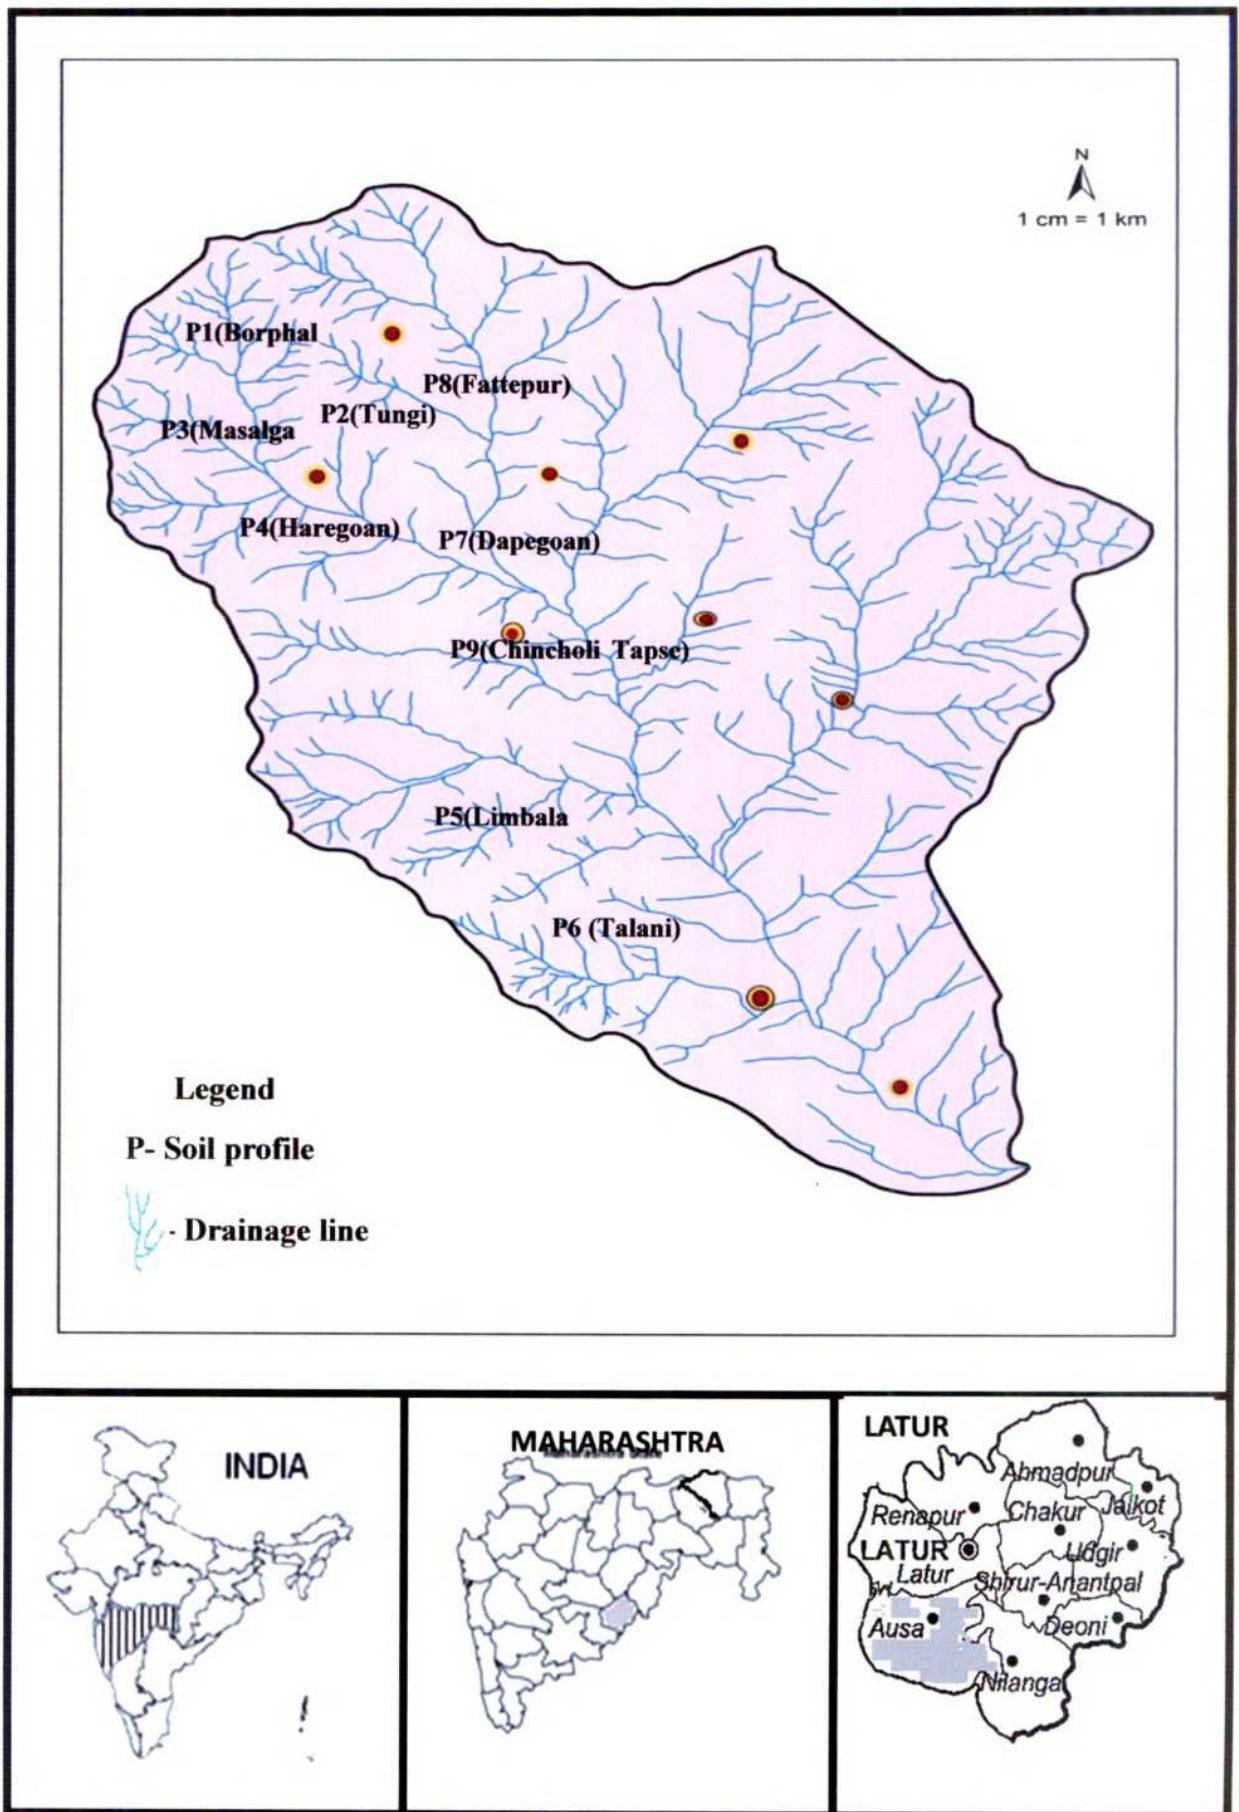 N
1 cm = 1 km
P1(Borphal
P8(Fattepur)
P2(Tungi)
P3(Masalga
P4(Haregoan)
P7(Dapegoan)
P9(Chincholi Tapse)
P5(Limbala
P6 (Talani)
Legend
P- Soil profile
- Drainage line
INDIA
MAHARASHTRA
Maharashtra State
LATUR
Ahmadpur
Renapur
Chakur
Jalkot
LATUR
Udgir
Latur
Shirur-Anantpal
Ausa
Deoni
Nilanga